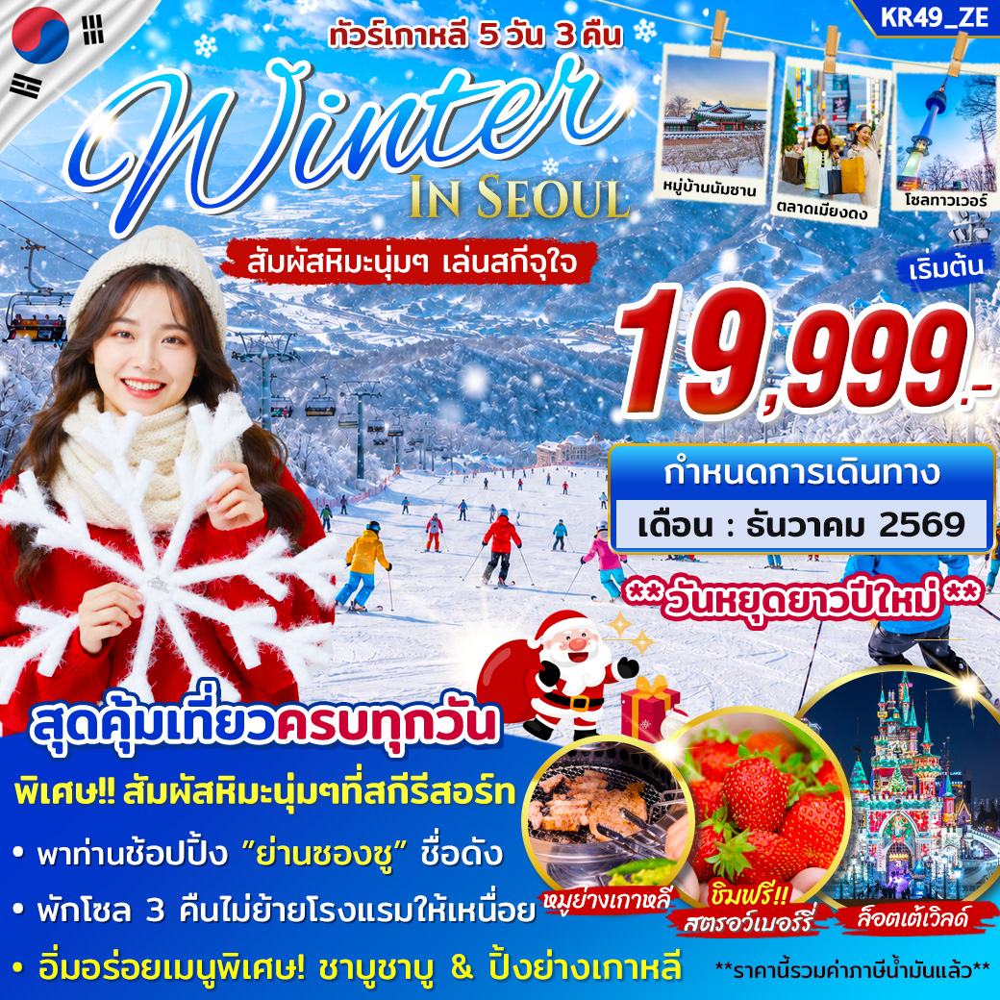 KR49_ZE
ทัวร์เกาหลี 5 วัน 3 คืน
Winter
IN SEOUL
หมู่บ้านนัมซาน
ตลาดเมียงดง
โซลทาวเวอร์
สัมผัสหิมะนุ่มๆ เล่นสกีจุใจ
เริ่มต้น
19,999.-
กำหนดการเดินทาง
เดือน : ธันวาคม 2569
**วันหยุดยาวปีใหม่**
สุดคุ้มเที่ยวครบทุกวัน
พิเศษ!! สัมผัสหิมะนุ่มๆที่สกีรีสอร์ท
• พาท่านช้อปปิ้ง "ย่านซองซู" ชื่อดัง
• พักโซล 3 คืนไม่ย้ายโรงแรมให้เหนื่อย
• อิ่มอร่อยเมนูพิเศษ! ชาบูชาบู & ปิ้งย่างเกาหลี
หมูย่างเกาหลี
ชิมฟรี!!
สตรอว์เบอร์รี่
ล็อตเต้เวิลด์
**ราคานี้รวมค่าภาษีน้ำมันแล้ว**